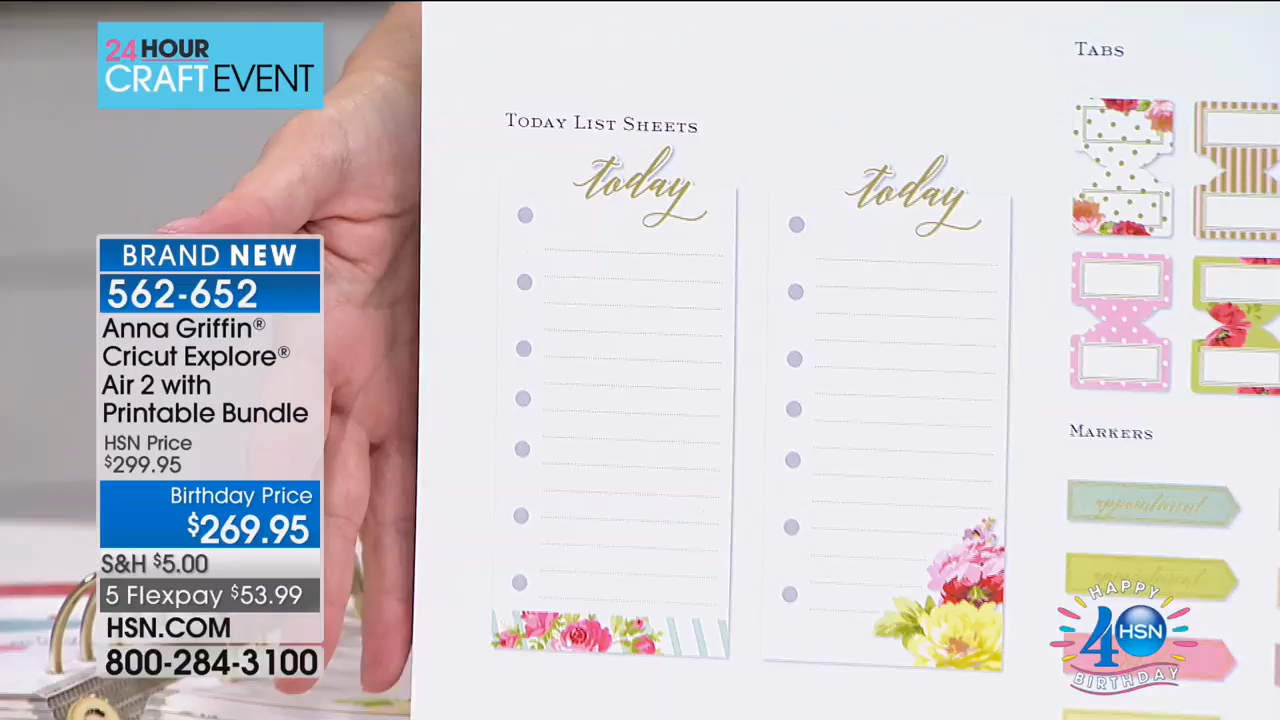 24 HOUR
CRAFT EVENT
BRAND NEW
562-652
Anna Griffin®
Cricut Explore®
Air 2 with
Printable Bundle
HSN Price
$299.95
Birthday Price
$269.95
S&H $5.00
5 Flexpay $53.99
HSN.COM
800-284-3100
TODAY LIST SHEETS
today
today
TABS
MARKERS
appointment
appointment
HAPPY
40
HSN
BIRTHDAY